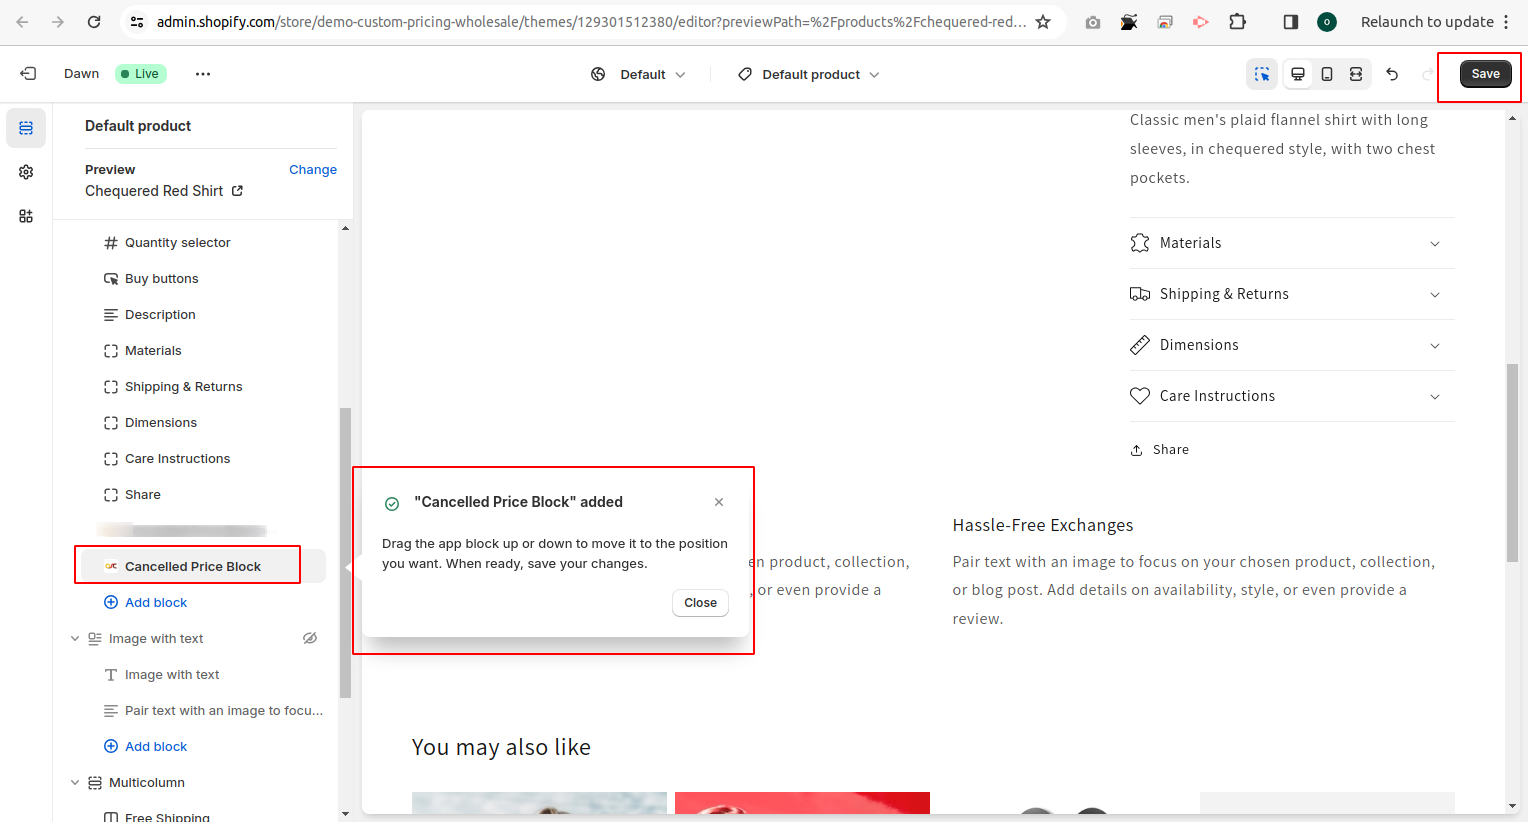 admin.shopify.com/store/demo-custom-pricing-wholesale/themes/129301512380/editor?previewPath=%2Fproducts%2Fchequered-red...
Relaunch to update
Dawn
Live
Default
Default product
Save
Default product
Preview
Change
Chequered Red Shirt
Quantity selector
Buy buttons
Description
Materials
Shipping & Returns
Dimensions
Care Instructions
Share
Cancelled Price Block
Add block
Image with text
Image with text
Pair text with an image to focu...
Add block
Multicolumn
Free Shipping
"Cancelled Price Block" added
Drag the app block up or down to move it to the position
you want. When ready, save your changes.
Close
Classic men's plaid flannel shirt with long
sleeves, in chequered style, with two chest
pockets.
Materials
Shipping & Returns
Dimensions
Care Instructions
Share
product, collection,
, or even provide a
Hassle-Free Exchanges
Pair text with an image to focus on your chosen product, collection,
or blog post. Add details on availability, style, or even provide a
review.
You may also like